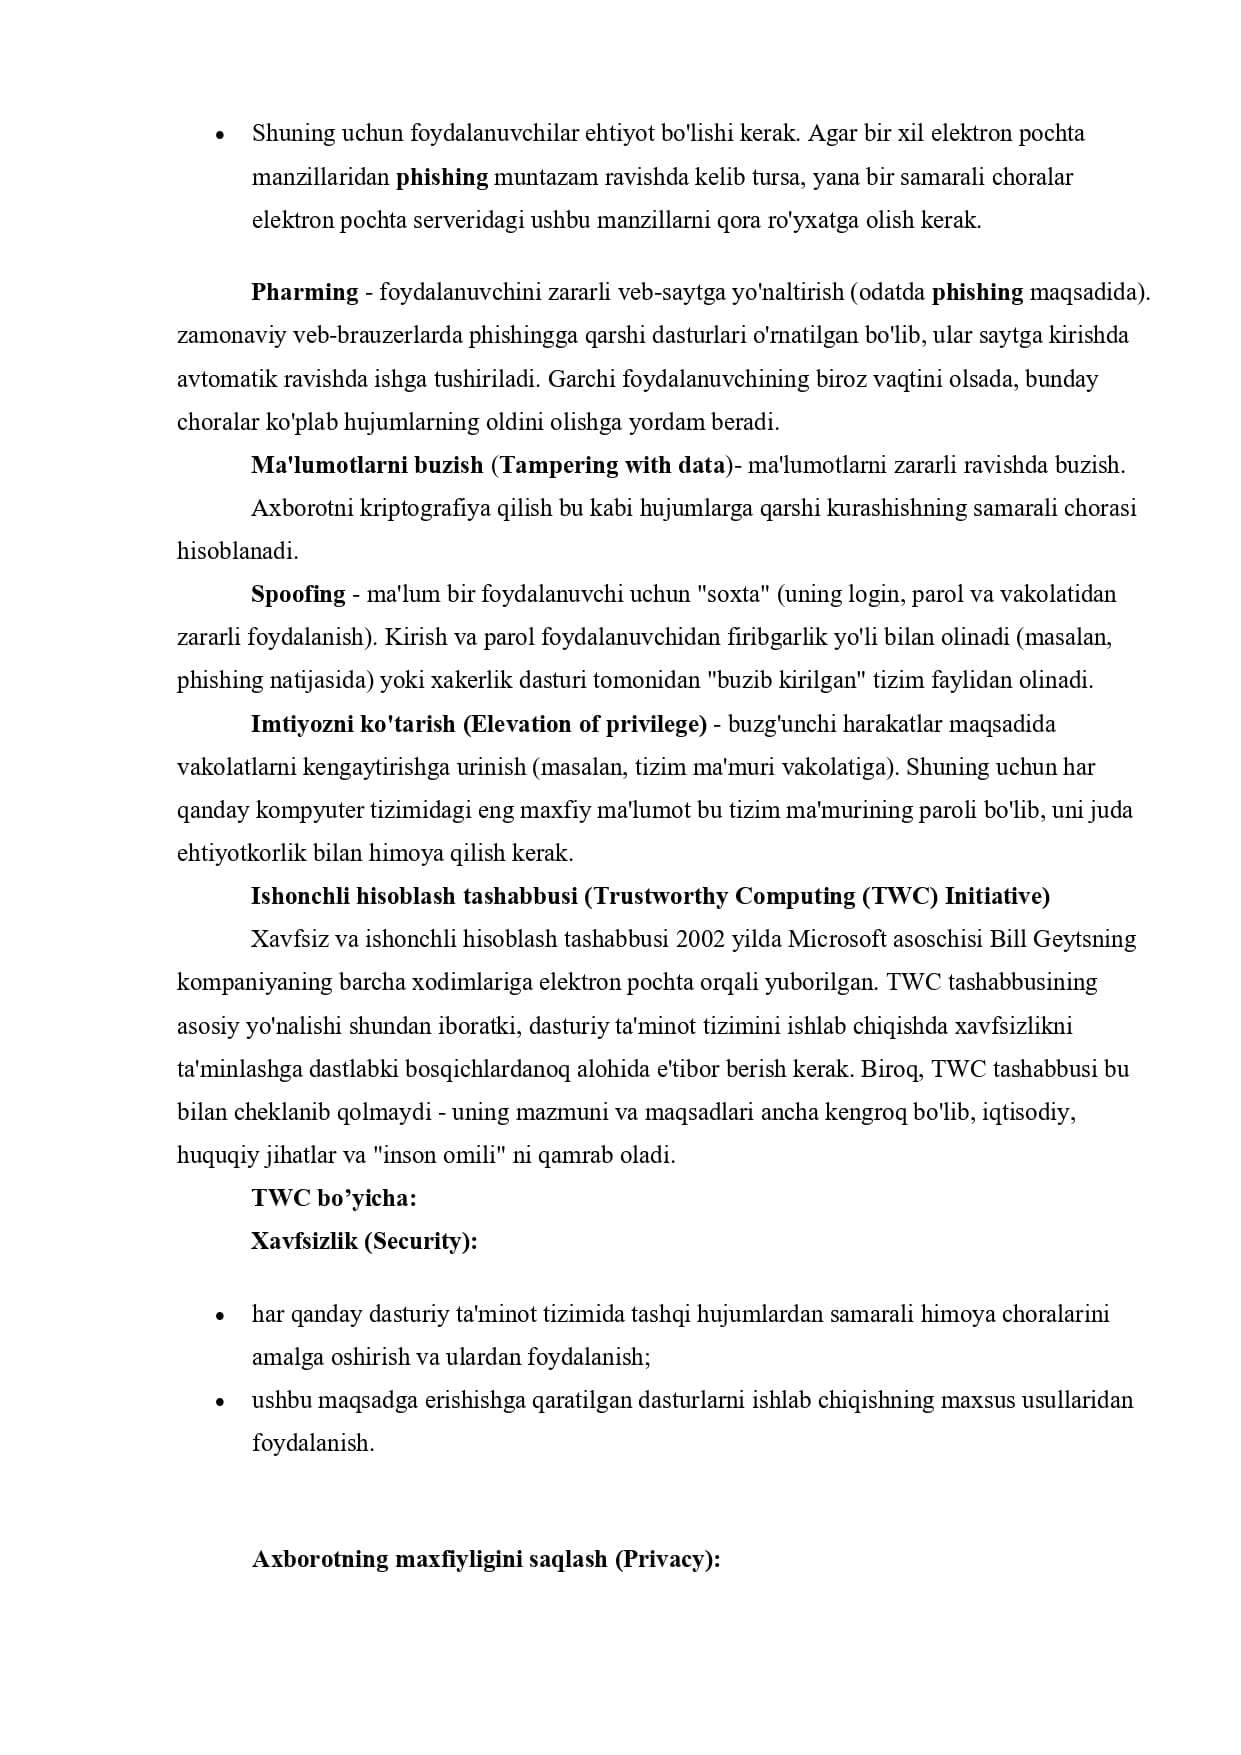 • Shuning uchun foydalanuvchilar ehtiyot bo'lishi kerak. Agar bir xil elektron pochta
manzillaridan phishing muntazam ravishda kelib tursa, yana bir samarali choralar
elektron pochta serveridagi ushbu manzillarni qora ro'yxatga olish kerak.
Pharming - foydalanuvchini zararli veb-saytga yo'naltirish (odatda phishing maqsadida).
zamonaviy veb-brauzerlarda phishingga qarshi dasturlari o'rnatilgan bo'lib, ular saytga kirishda
avtomatik ravishda ishga tushiriladi. Garchi foydalanuvchining biroz vaqtini olsada, bunday
choralar ko'plab hujumlarning oldini olishga yordam beradi.
Ma'lumotlarni buzish (Tampering with data)- ma'lumotlarni zararli ravishda buzish.
Axborotni kriptografiya qilish bu kabi hujumlarga qarshi kurashishning samarali chorasi
hisoblanadi.
Spoofing - ma'lum bir foydalanuvchi uchun "soxta" (uning login, parol va vakolatidan
zararli foydalanish). Kirish va parol foydalanuvchidan firibgarlik yo'li bilan olinadi (masalan,
phishing natijasida) yoki xakerlik dasturi tomonidan "buzib kirilgan" tizim faylidan olinadi.
Imtiyozni ko'tarish (Elevation of privilege) - buzg'unchi harakatlar maqsadida
vakolatlarni kengaytirishga urinish (masalan, tizim ma'muri vakolatiga). Shuning uchun har
qanday kompyuter tizimidagi eng maxfiy ma'lumot bu tizim ma'murining paroli bo'lib, uni juda
ehtiyotkorlik bilan himoya qilish kerak.
Ishonchli hisoblash tashabbusi (Trustworthy Computing (TWC) Initiative)
Xavfsiz va ishonchli hisoblash tashabbusi 2002 yilda Microsoft asoschisi Bill Geytsning
kompaniyaning barcha xodimlariga elektron pochta orqali yuborilgan. TWC tashabbusining
asosiy yo'nalishi shundan iboratki, dasturiy ta'minot tizimini ishlab chiqishda xavfsizlikni
ta'minlashga dastlabki bosqichlardanoq alohida e'tibor berish kerak. Biroq, TWC tashabbusi bu
bilan cheklanib qolmaydi - uning mazmuni va maqsadlari ancha kengroq bo'lib, iqtisodiy,
huquqiy jihatlar va "inson omili" ni qamrab oladi.
TWC bo’yicha:
Xavfsizlik (Security):
• har qanday dasturiy ta'minot tizimida tashqi hujumlardan samarali himoya choralarini
amalga oshirish va ulardan foydalanish;
• ushbu maqsadga erishishga qaratilgan dasturlarni ishlab chiqishning maxsus usullaridan
foydalanish.
Axborotning maxfiyligini saqlash (Privacy):